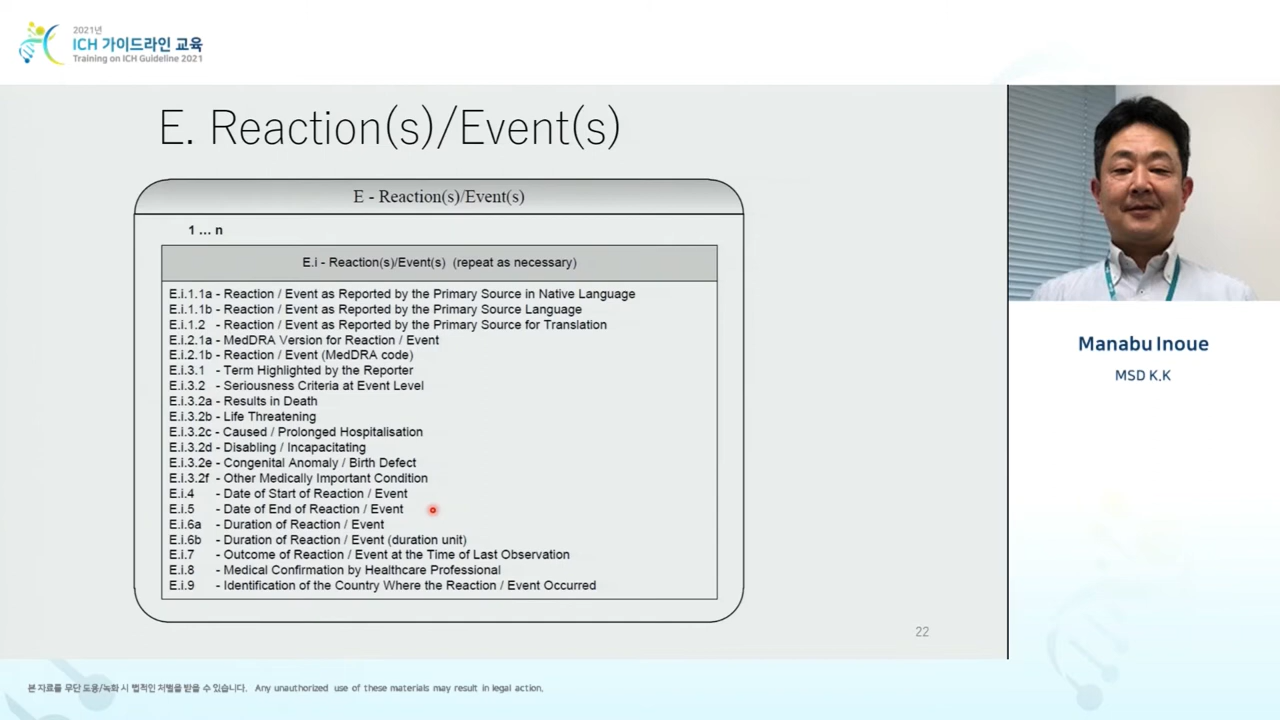 2021년
ICH 가이드라인 교육
Training on ICH Guideline 2021
E. Reaction(s)/Event(s)
E - Reaction(s)/Event(s)
1 ... n
E.i - Reaction(s)/Event(s) (repeat as necessary)
E.i.1.1a - Reaction / Event as Reported by the Primary Source in Native Language
E.i.1.1b - Reaction / Event as Reported by the Primary Source Language
E.i.1.2 - Reaction / Event as Reported by the Primary Source for Translation
E.i.2.1a - MedDRA Version for Reaction / Event
E.i.2.1b - Reaction / Event (MedDRA code)
E.i.3.1 - Term Highlighted by the Reporter
E.i.3.2 - Seriousness Criteria at Event Level
E.i.3.2a - Results in Death
E.i.3.2b - Life Threatening
E.i.3.2c - Caused / Prolonged Hospitalisation
E.i.3.2d - Disabling / Incapacitating
E.i.3.2e - Congenital Anomaly / Birth Defect
E.i.3.2f - Other Medically Important Condition
E.i.4 - Date of Start of Reaction / Event
E.i.5 - Date of End of Reaction / Event
E.i.6a - Duration of Reaction / Event
E.i.6b - Duration of Reaction / Event (duration unit)
E.i.7 - Outcome of Reaction / Event at the Time of Last Observation
E.i.8 - Medical Confirmation by Healthcare Professional
E.i.9 - Identification of the Country Where the Reaction / Event Occurred
22
Manabu Inoue
MSD K.K
본 자료를 무단 도용/녹화 시 법적인 처벌을 받을 수 있습니다. Any unauthorized use of these materials may result in legal action.